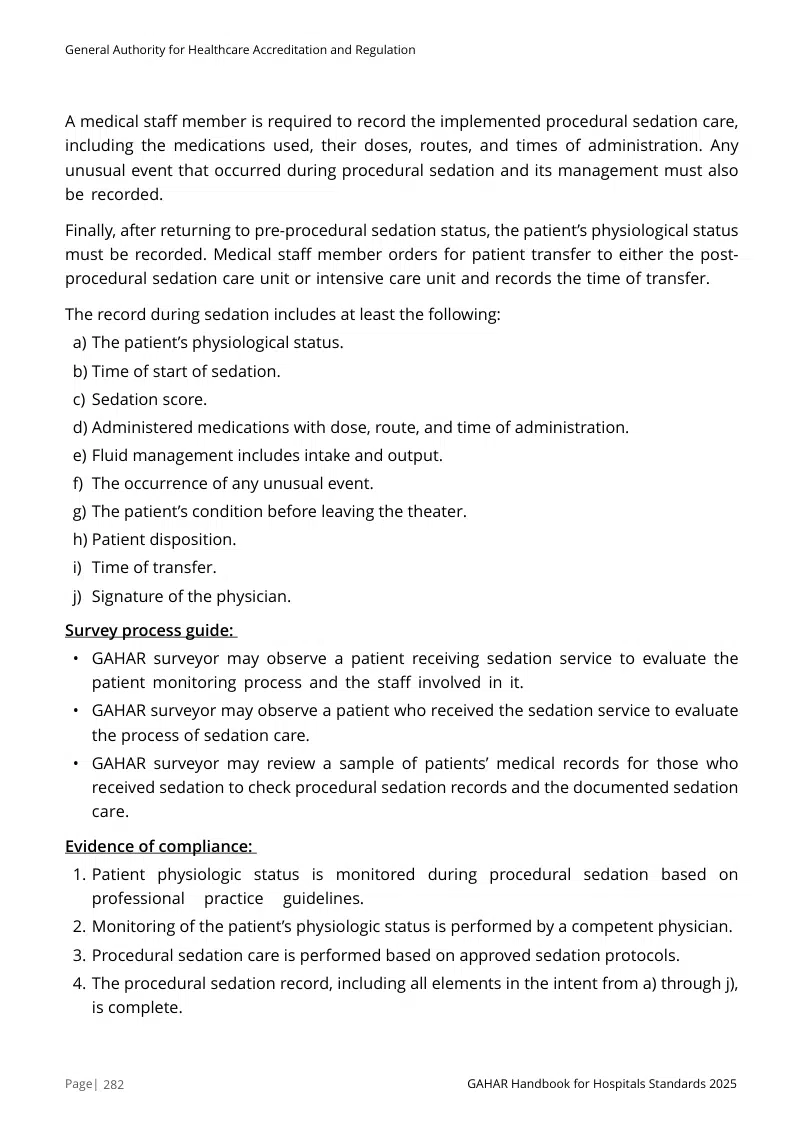 General Authority for Healthcare Accreditation and Regulation
A medical staff member is required to record the implemented procedural sedation care,
including the medications used, their doses, routes, and times of administration. Any
unusual event that occurred during procedural sedation and its management must also
be recorded.
Finally, after returning to pre-procedural sedation status, the patient’s physiological status
must be recorded. Medical staff member orders for patient transfer to either the post-
procedural sedation care unit or intensive care unit and records the time of transfer.
The record during sedation includes at least the following:
a) The patient’s physiological status.
b) Time of start of sedation.
c) Sedation score.
d) Administered medications with dose, route, and time of administration.
e) Fluid management includes intake and output.
f) The occurrence of any unusual event.
g) The patient’s condition before leaving the theater.
h) Patient disposition.
i) Time of transfer.
j) Signature of the physician.
Survey process guide:
• GAHAR surveyor may observe a patient receiving sedation service to evaluate the
patient monitoring process and the staff involved in it.
• GAHAR surveyor may observe a patient who received the sedation service to evaluate
the process of sedation care.
• GAHAR surveyor may review a sample of patients’ medical records for those who
received sedation to check procedural sedation records and the documented sedation
care.
Evidence of compliance:
1. Patient physiologic status is monitored during procedural sedation based on
professional practice guidelines.
2. Monitoring of the patient’s physiologic status is performed by a competent physician.
3. Procedural sedation care is performed based on approved sedation protocols.
4. The procedural sedation record, including all elements in the intent from a) through j),
is complete.
Page| 282
GAHAR Handbook for Hospitals Standards 2025